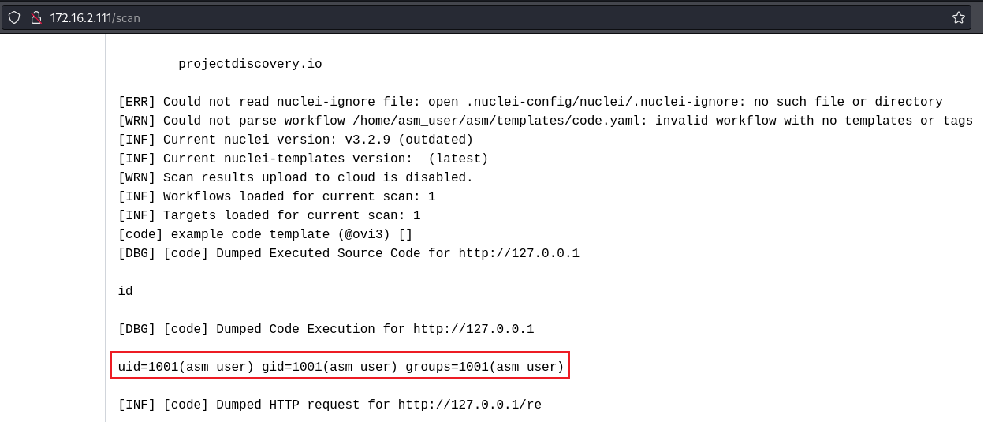 172.16.2.111/scan
projectdiscovery.io
[ERR] Could not read nuclei-ignore file: open .nuclei-config/nuclei/.nuclei-ignore: no such file or directory
[WRN] Could not parse workflow /home/asm_user/asm/templates/code.yaml: invalid workflow with no templates or tags
[INF] Current nuclei version: v3.2.9 (outdated)
[INF] Current nuclei-templates version:  (latest)
[WRN] Scan results upload to cloud is disabled.
[INF] Workflows loaded for current scan: 1
[INF] Targets loaded for current scan: 1
[code] example code template (@ovi3) []
[DBG] [code] Dumped Executed Source Code for http://127.0.0.1
id
[DBG] [code] Dumped Code Execution for http://127.0.0.1
uid=1001(asm_user) gid=1001(asm_user) groups=1001(asm_user)
[INF] [code] Dumped HTTP request for http://127.0.0.1/re